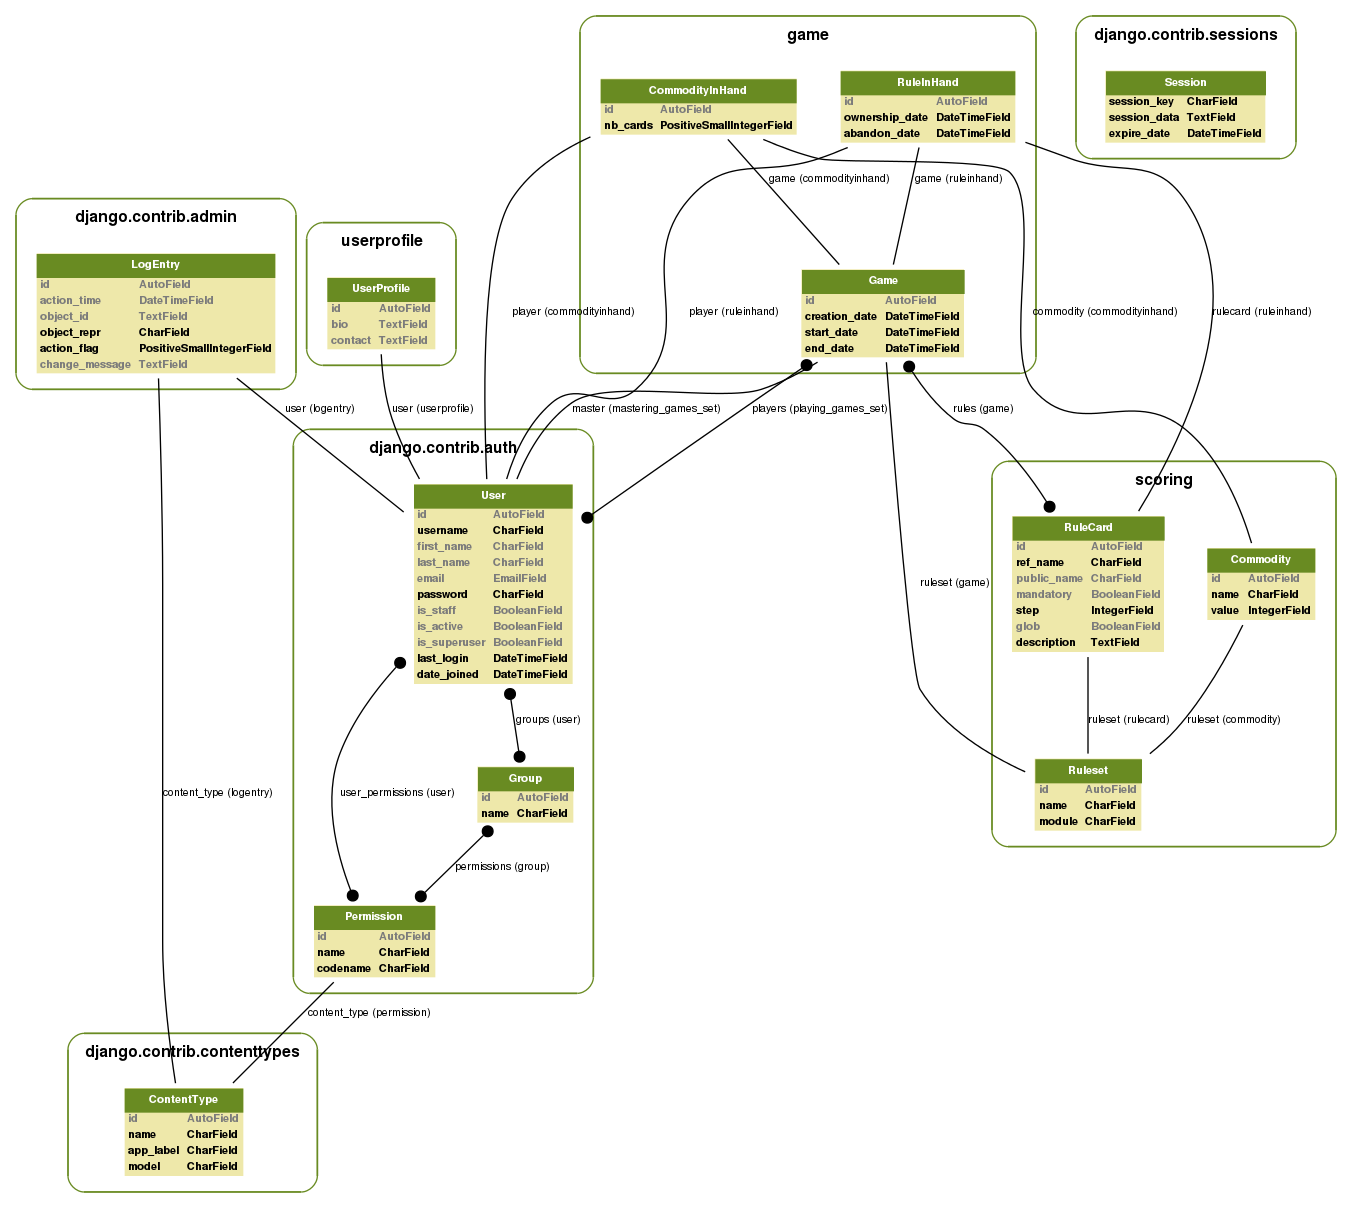 game
CommodityInHand
id AutoField
nb_cards PositiveSmallIntegerField
RuleInHand
id AutoField
ownership_date DateTimeField
abandon_date DateTimeField
django.contrib.sessions
Session
session_key CharField
session_data TextField
expire_date DateTimeField
game (commodityinhand)
game (ruleinhand)
django.contrib.admin
LogEntry
id AutoField
action_time DateTimeField
object_id TextField
object_repr CharField
action_flag PositiveSmallIntegerField
change_message TextField
userprofile
UserProfile
id AutoField
bio TextField
contact TextField
Game
id AutoField
creation_date DateTimeField
start_date DateTimeField
end_date DateTimeField
player (commodityinhand)
player (ruleinhand)
commodity (commodityinhand)
rulecard (ruleinhand)
user (logentry)
user (userprofile)
master (mastering_games_set)
players (playing_games_set)
rules (game)
django.contrib.auth
User
id AutoField
username CharField
first_name CharField
last_name CharField
email EmailField
password CharField
is_staff BooleanField
is_active BooleanField
is_superuser BooleanField
last_login DateTimeField
date_joined DateTimeField
scoring
RuleCard
id AutoField
ref_name CharField
public_name CharField
mandatory BooleanField
step IntegerField
glob BooleanField
description TextField
Commodity
id AutoField
name CharField
value IntegerField
ruleset (game)
groups (user)
ruleset (rulecard)
ruleset (commodity)
Group
id AutoField
name CharField
Ruleset
id AutoField
name CharField
module CharField
content_type (logentry)
user_permissions (user)
permissions (group)
Permission
id AutoField
name CharField
codename CharField
content_type (permission)
django.contrib.contenttypes
ContentType
id AutoField
name CharField
app_label CharField
model CharField